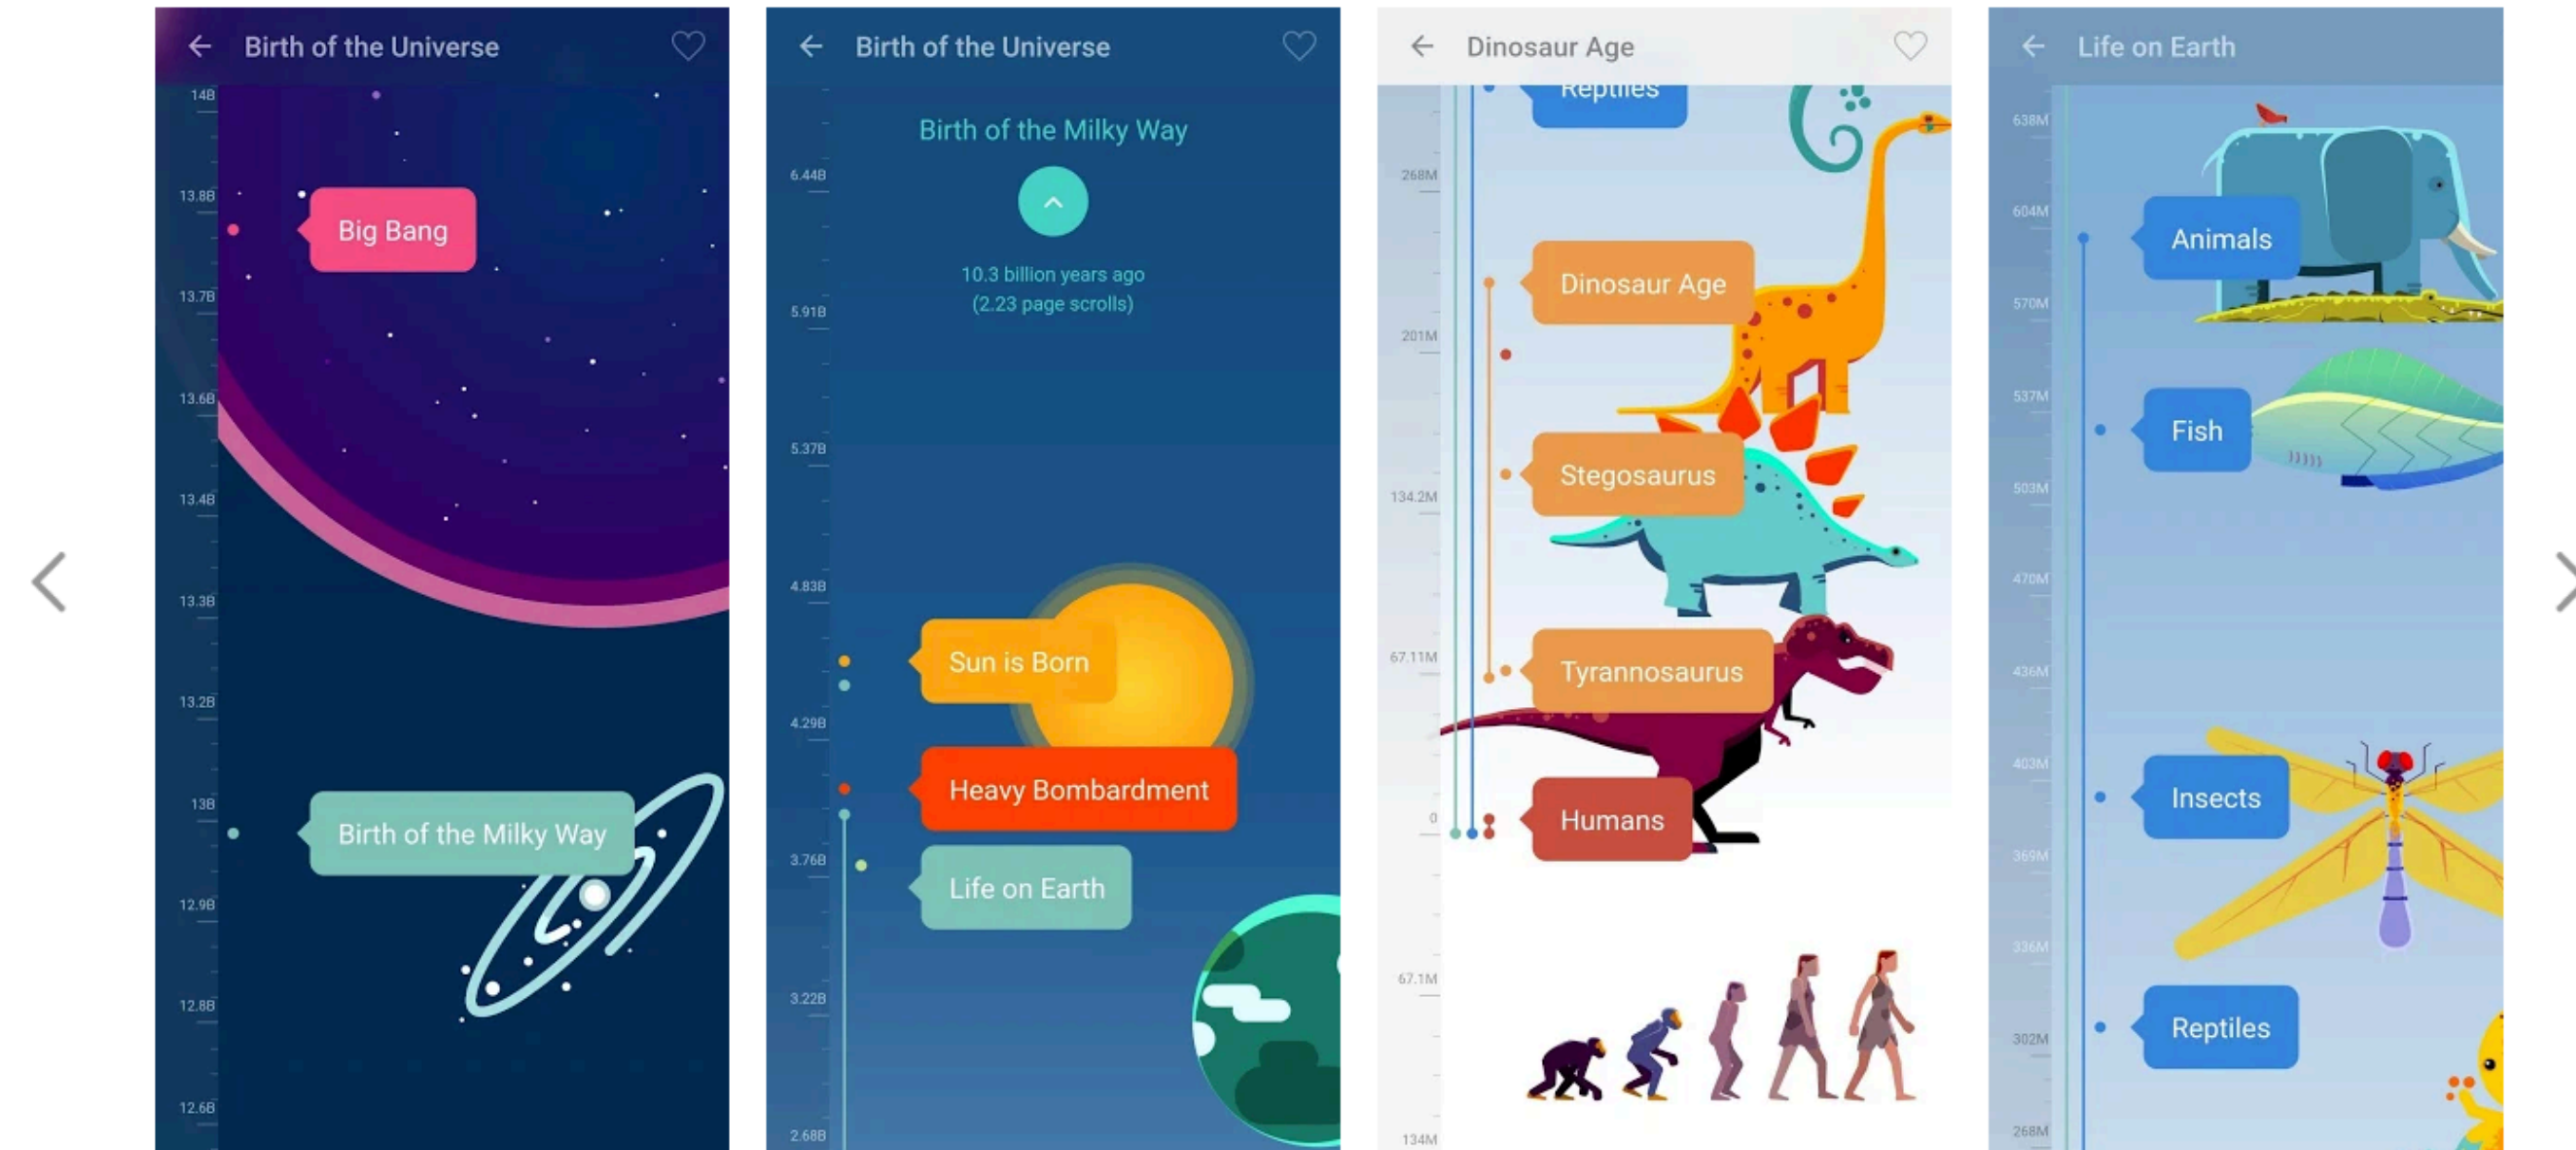 Birth of the Universe
14B
13.8B
Big Bang
13.7B
13.6B
13.4B
13.3B
13.2B
13B
Birth of the Milky Way
12.9B
12.8B
12.6B
Birth of the Universe
Birth of the Milky Way
6.44B
10.3 billion years ago
(2.23 page scrolls)
5.91B
5.37B
4.83B
Sun is Born
4.29B
Heavy Bombardment
3.76B
Life on Earth
3.22B
2.68B
Dinosaur Age
Reptiles
268M
Dinosaur Age
201M
Stegosaurus
134.2M
67.11M
Tyrannosaurus
0
Humans
67.1M
134M
Life on Earth
638M
604M
Animals
570M
537M
Fish
503M
470M
436M
403M
Insects
369M
336M
Reptiles
302M
268M